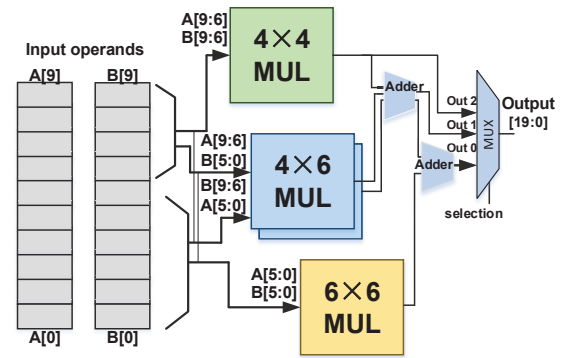 Input operands
A[9]
B[9]
A[0]
B[0]
A[9:6]
B[9:6]
4×4
MUL
A[9:6]
B[5:0]
B[9:6]
A[5:0]
4×6
MUL
A[5:0]
B[5:0]
6×6
MUL
Adder
Adder
Out 2
Out 1
Out 0
MUX
Output
[19:0]
selection